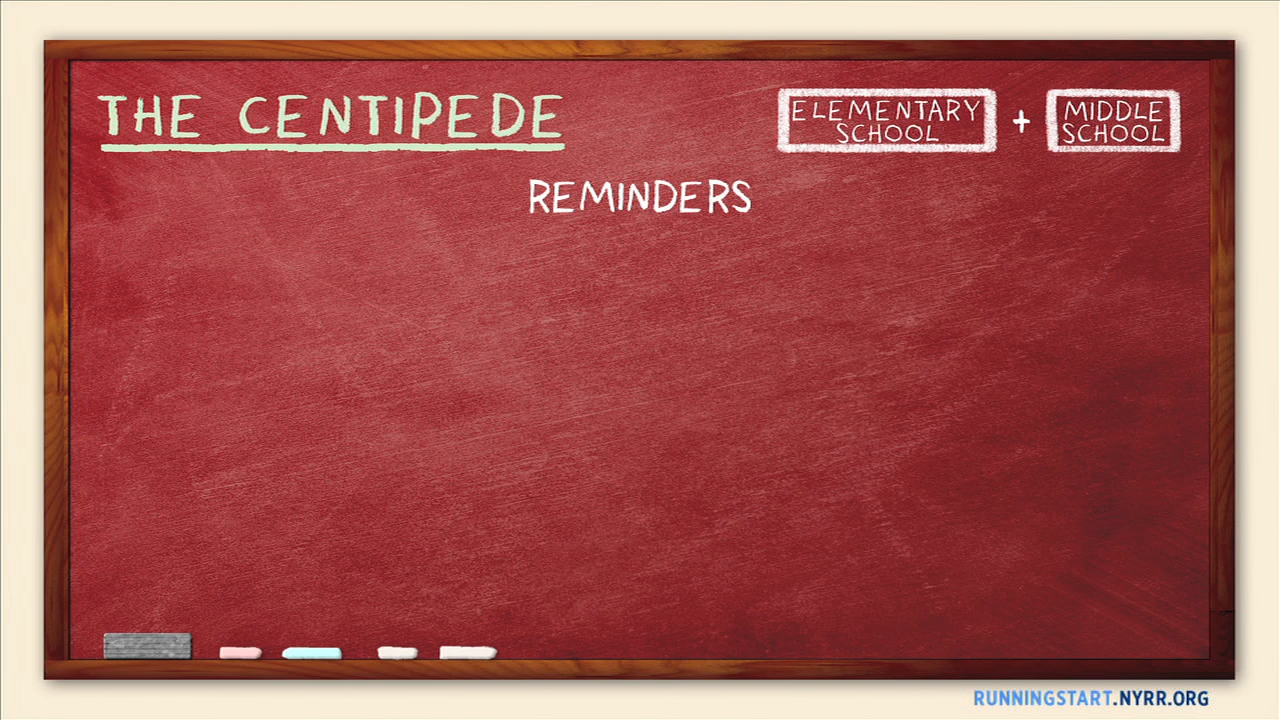 THE CENTIPEDE
ELEMENTARY
SCHOOL
+
MIDDLE
SCHOOL
REMINDERS
RUNNINGSTART.NYRR.ORG